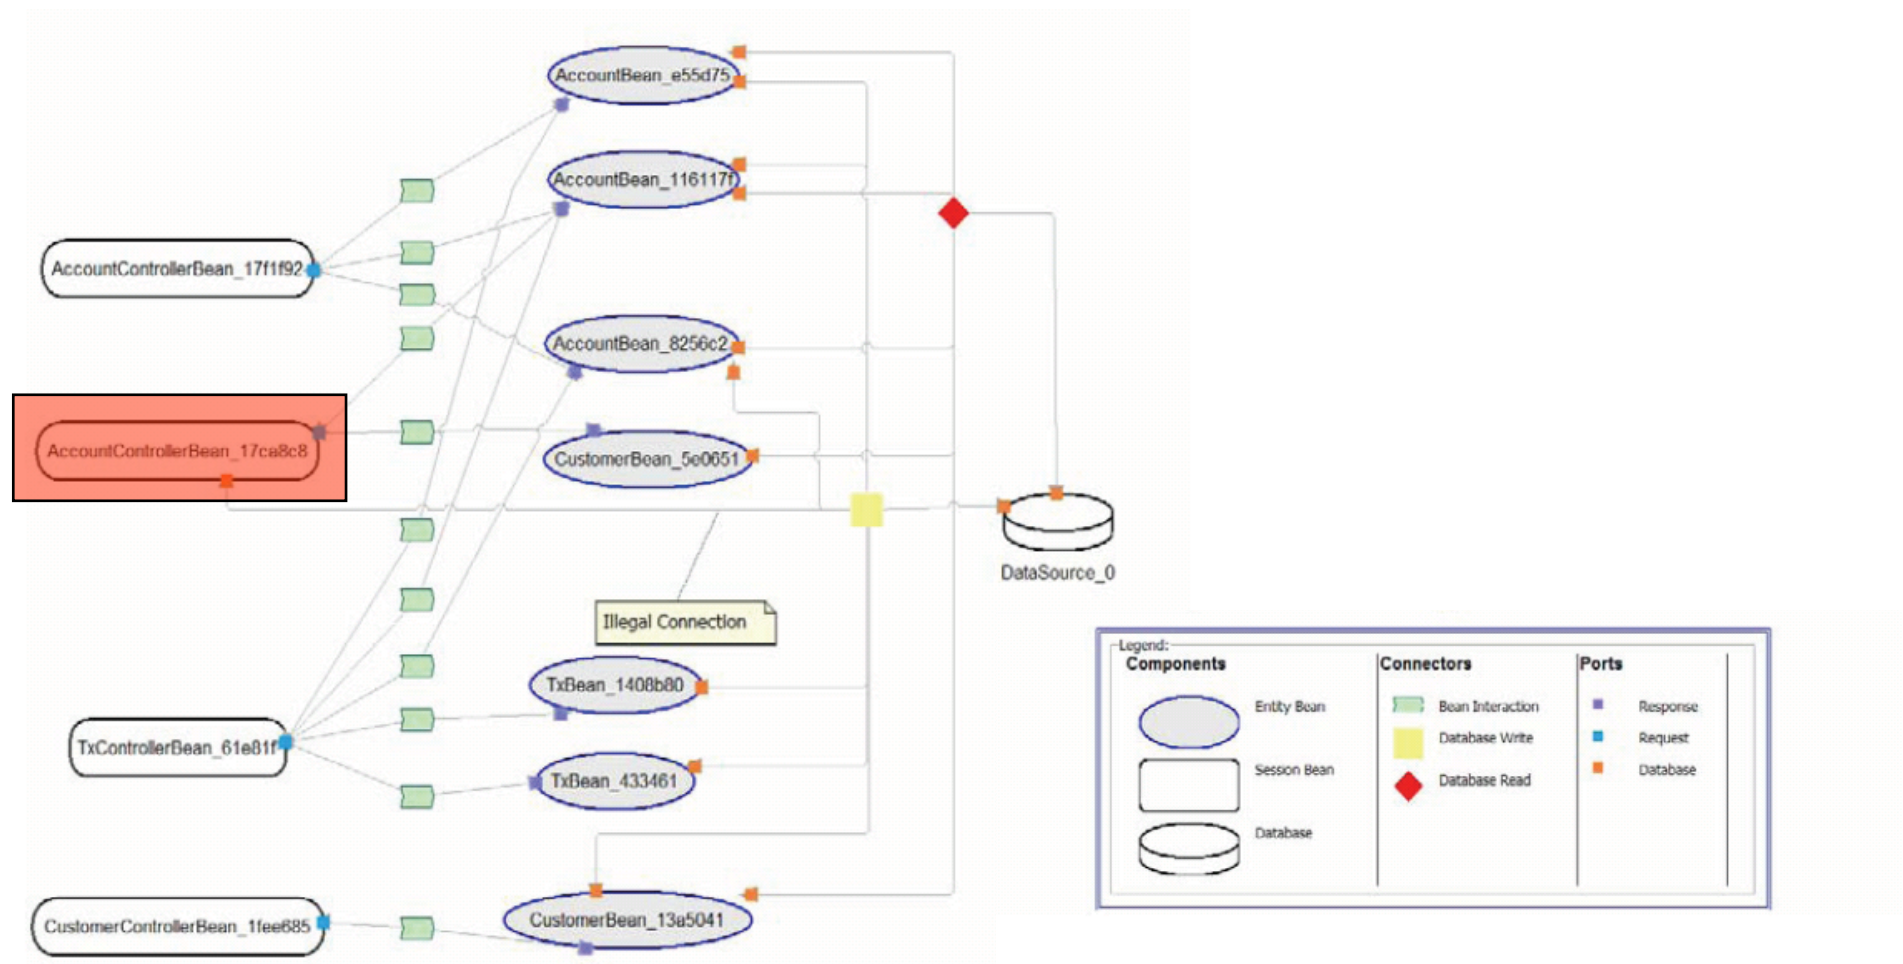 AccountBean_e55d75
AccountBean_116117f
AccountControllerBean_17f1f92
AccountBean_8256c2
AccountControllerBean_17ca8c8
CustomerBean_5e0651
DataSource_0
Illegal Connection
TxBean_1408b80
TxControllerBean_61e81f
TxBean_433461
CustomerControllerBean_1fee685
CustomerBean_13a5041
Legend:
Components
Entity Bean
Session Bean
Database
Connectors
Bean Interaction
Database Write
Database Read
Ports
Response
Request
Database